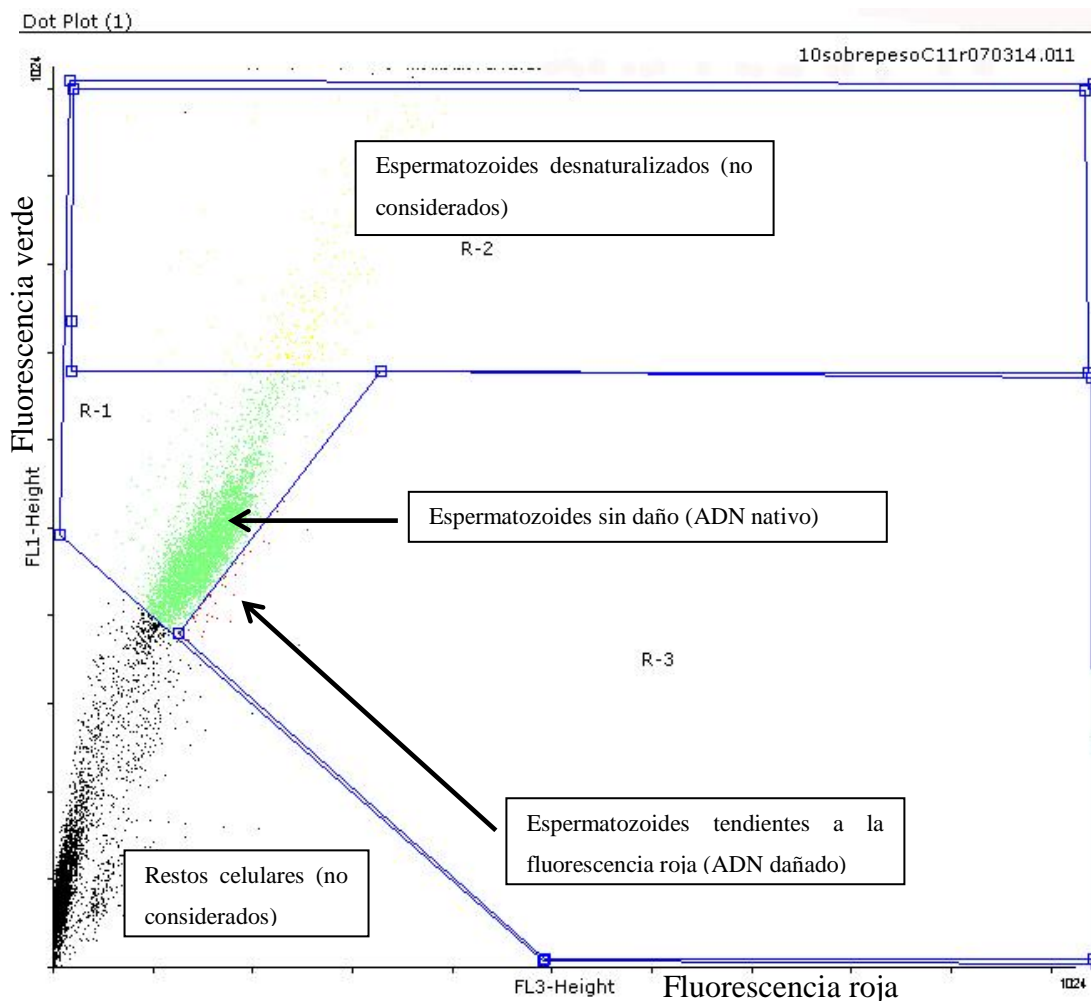 Dot Plot (1)
10sobrepesoC11r070314.011
1024
Fluorescencia verde
FL1-Height
Espermatozoides desnaturalizados (no
considerados)
R-2
R-1
Espermatozoides sin daño (ADN nativo)
R-3
Espermatozoides tendientes a la
fluorescencia roja (ADN dañado)
Restos celulares (no
considerados)
FL3-Height
Fluorescencia roja
1024